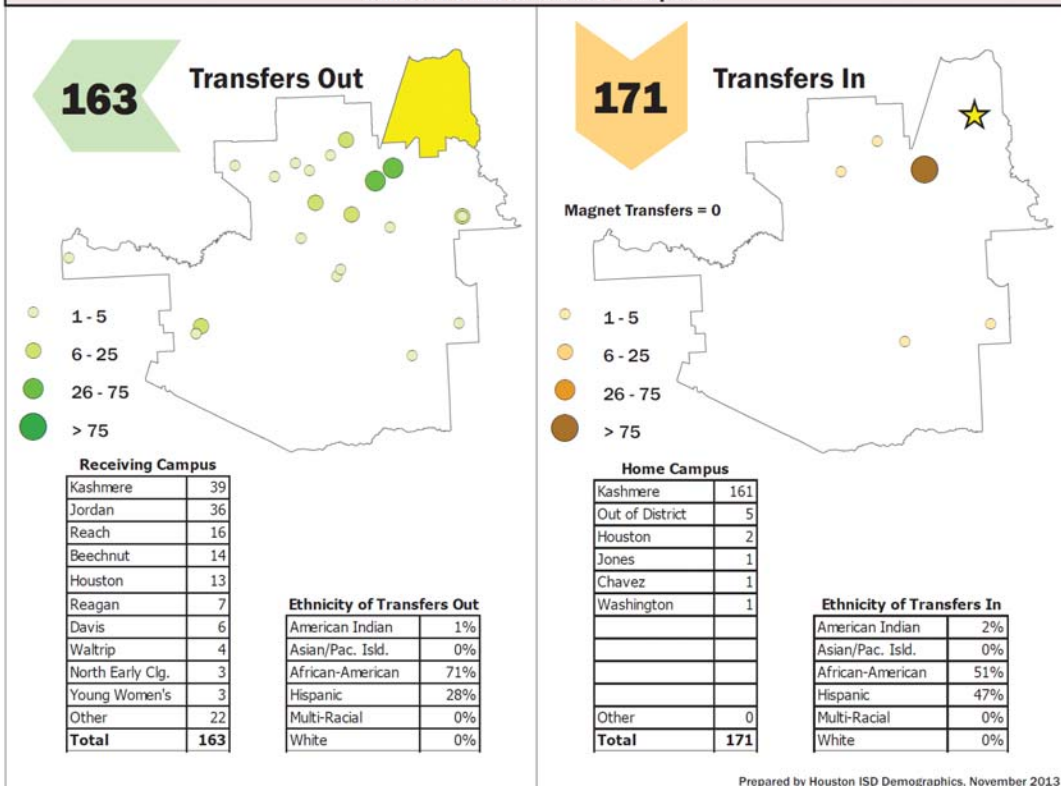 163
Transfers Out
1 - 5
6 - 25
26 - 75
> 75
Receiving Campus
Kashmere 39
Jordan 36
Reach 16
Beechnut 14
Houston 13
Reagan 7
Davis 6
Waltrip 4
North Early Clg. 3
Young Women's 3
Other 22
Total 163
Ethnicity of Transfers Out
American Indian 1%
Asian/Pac. Isld. 0%
African-American 71%
Hispanic 28%
Multi-Racial 0%
White 0%
171
Transfers In
Magnet Transfers = 0
1 - 5
6 - 25
26 - 75
> 75
Home Campus
Kashmere 161
Out of District 5
Houston 2
Jones 1
Chavez 1
Washington 1
Other 0
Total 171
Ethnicity of Transfers In
American Indian 2%
Asian/Pac. Isld. 0%
African-American 51%
Hispanic 47%
Multi-Racial 0%
White 0%
Prepared by Houston ISD Demographics, November 2013